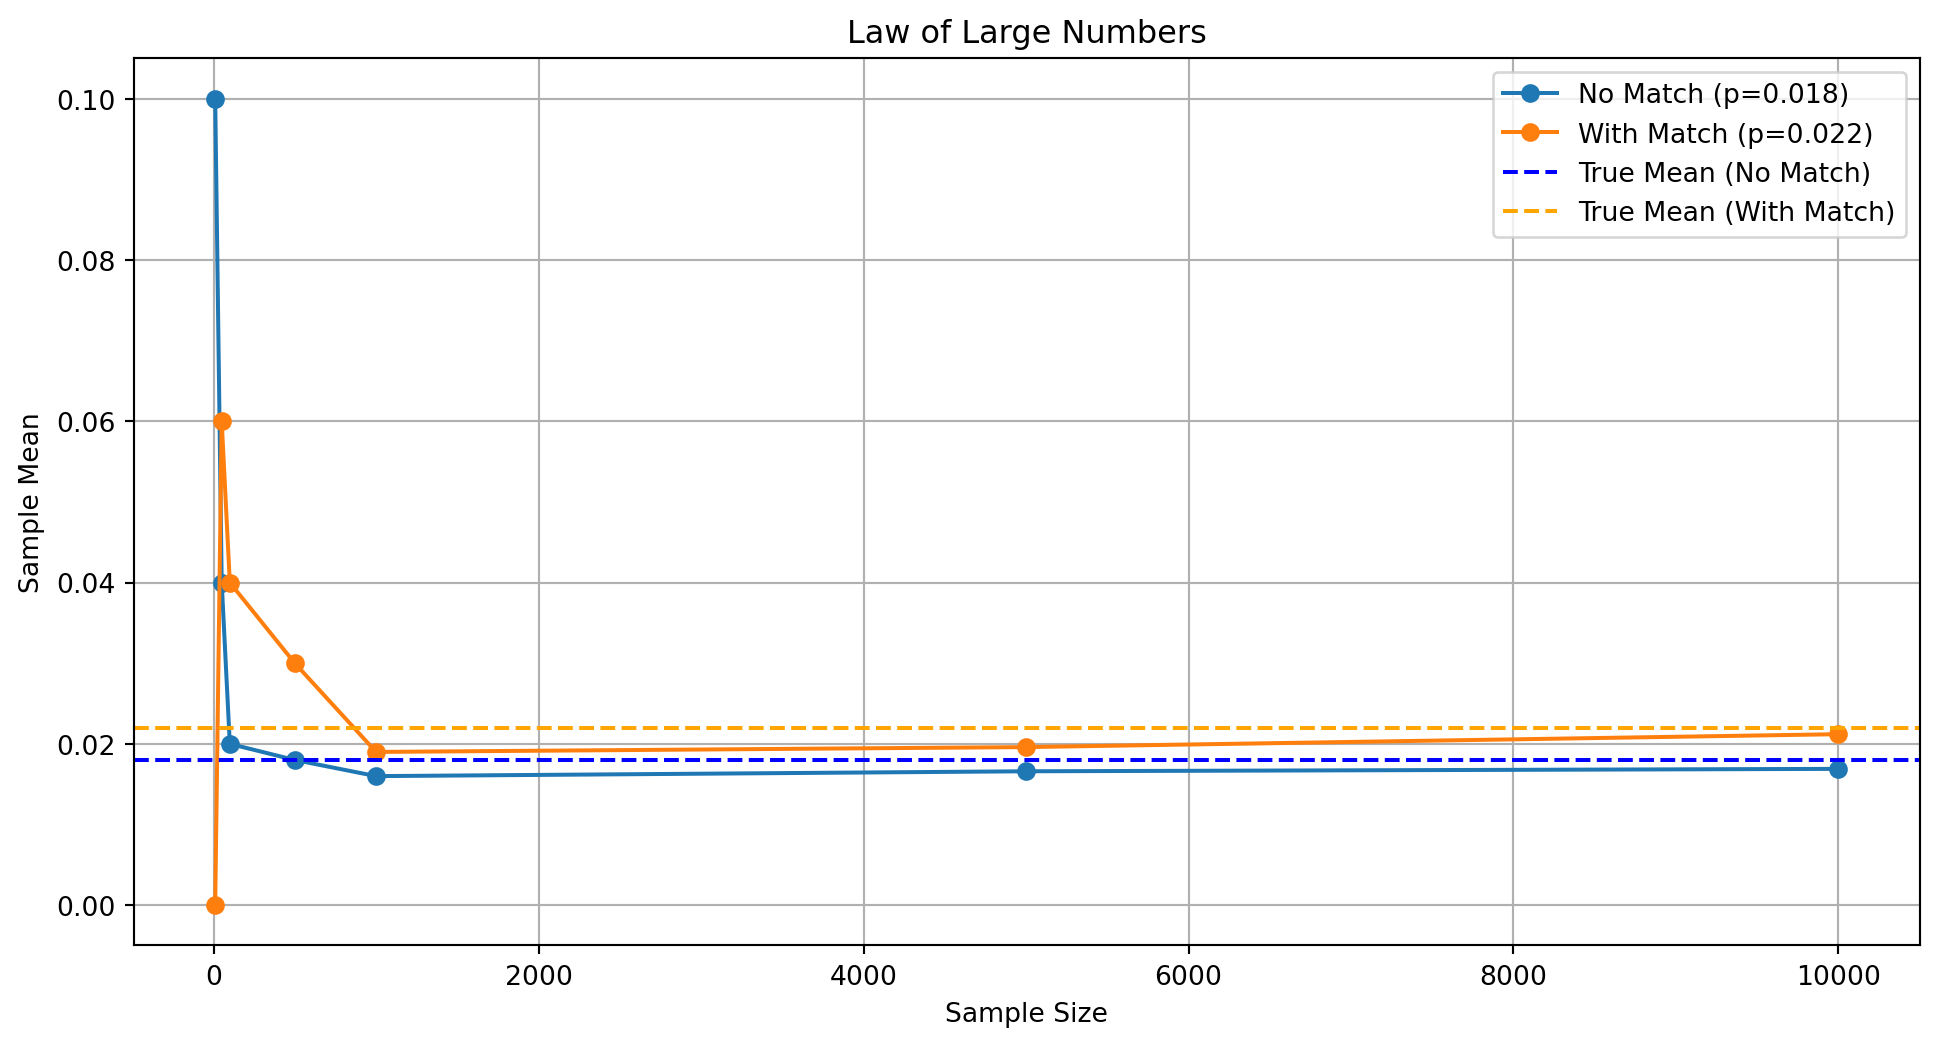 Law of Large Numbers
No Match (p=0.018)
With Match (p=0.022)
True Mean (No Match)
True Mean (With Match)
Sample Mean
0.10
0.08
0.06
0.04
0.02
0.00
0 2000 4000 6000 8000 10000
Sample Size